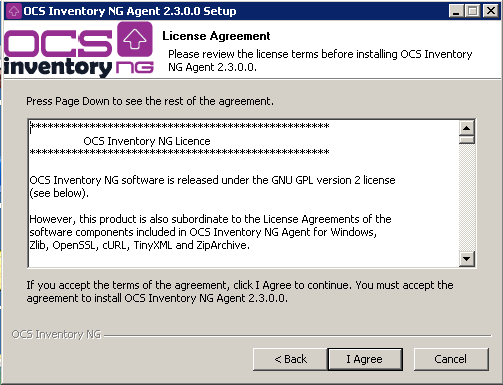 OCS Inventory NG Agent 2.3.0.0 Setup
OCS
inventory NG
License Agreement
Please review the license terms before installing OCS Inventory
NG Agent 2.3.0.0.
Press Page Down to see the rest of the agreement.
**************************************************
OCS Inventory NG Licence
**************************************************
OCS Inventory NG software is released under the GNU GPL version 2 license
(see below).
However, this product is also subordinate to the License Agreements of the
software components included in OCS Inventory NG Agent for Windows,
Zlib, OpenSSL, cURL, TinyXML and ZipArchive.
If you accept the terms of the agreement, click I Agree to continue. You must accept the
agreement to install OCS Inventory NG Agent 2.3.0.0.
OCS Inventory NG
< Back
I Agree
Cancel